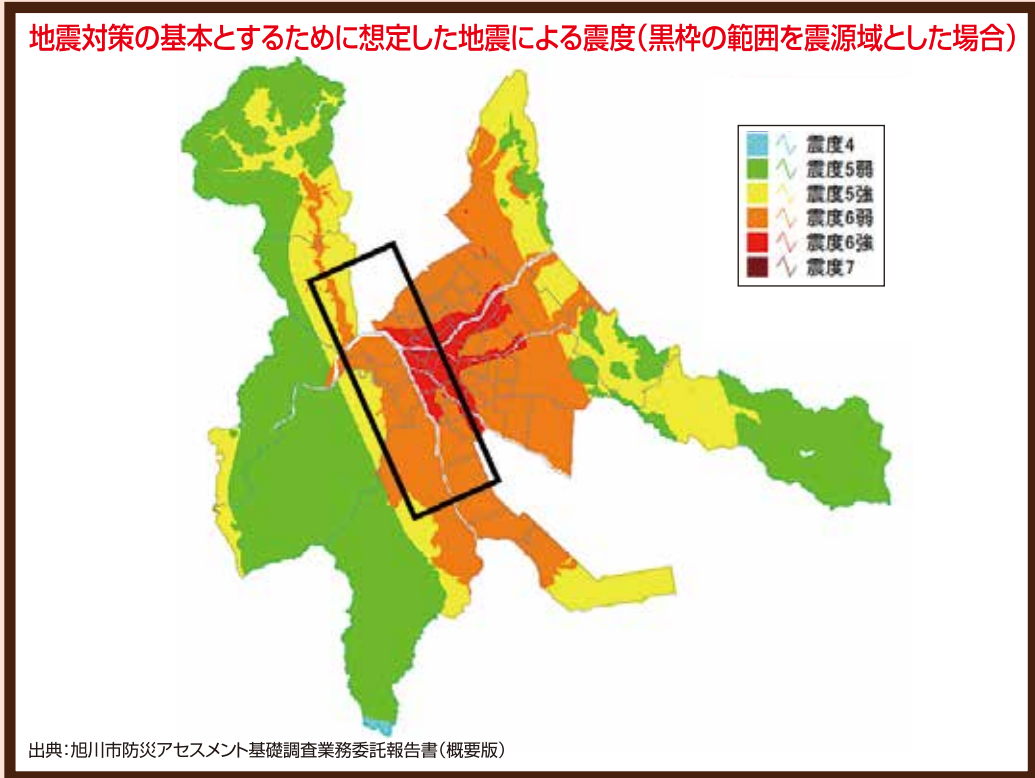 地震対策の基本とするために想定した地震による震度(黒枠の範囲を震源域とした場合)
震度4
震度5弱
震度5強
震度6弱
震度6強
震度7
出典:旭川市防災アセスメント基礎調査業務委託報告書(概要版)